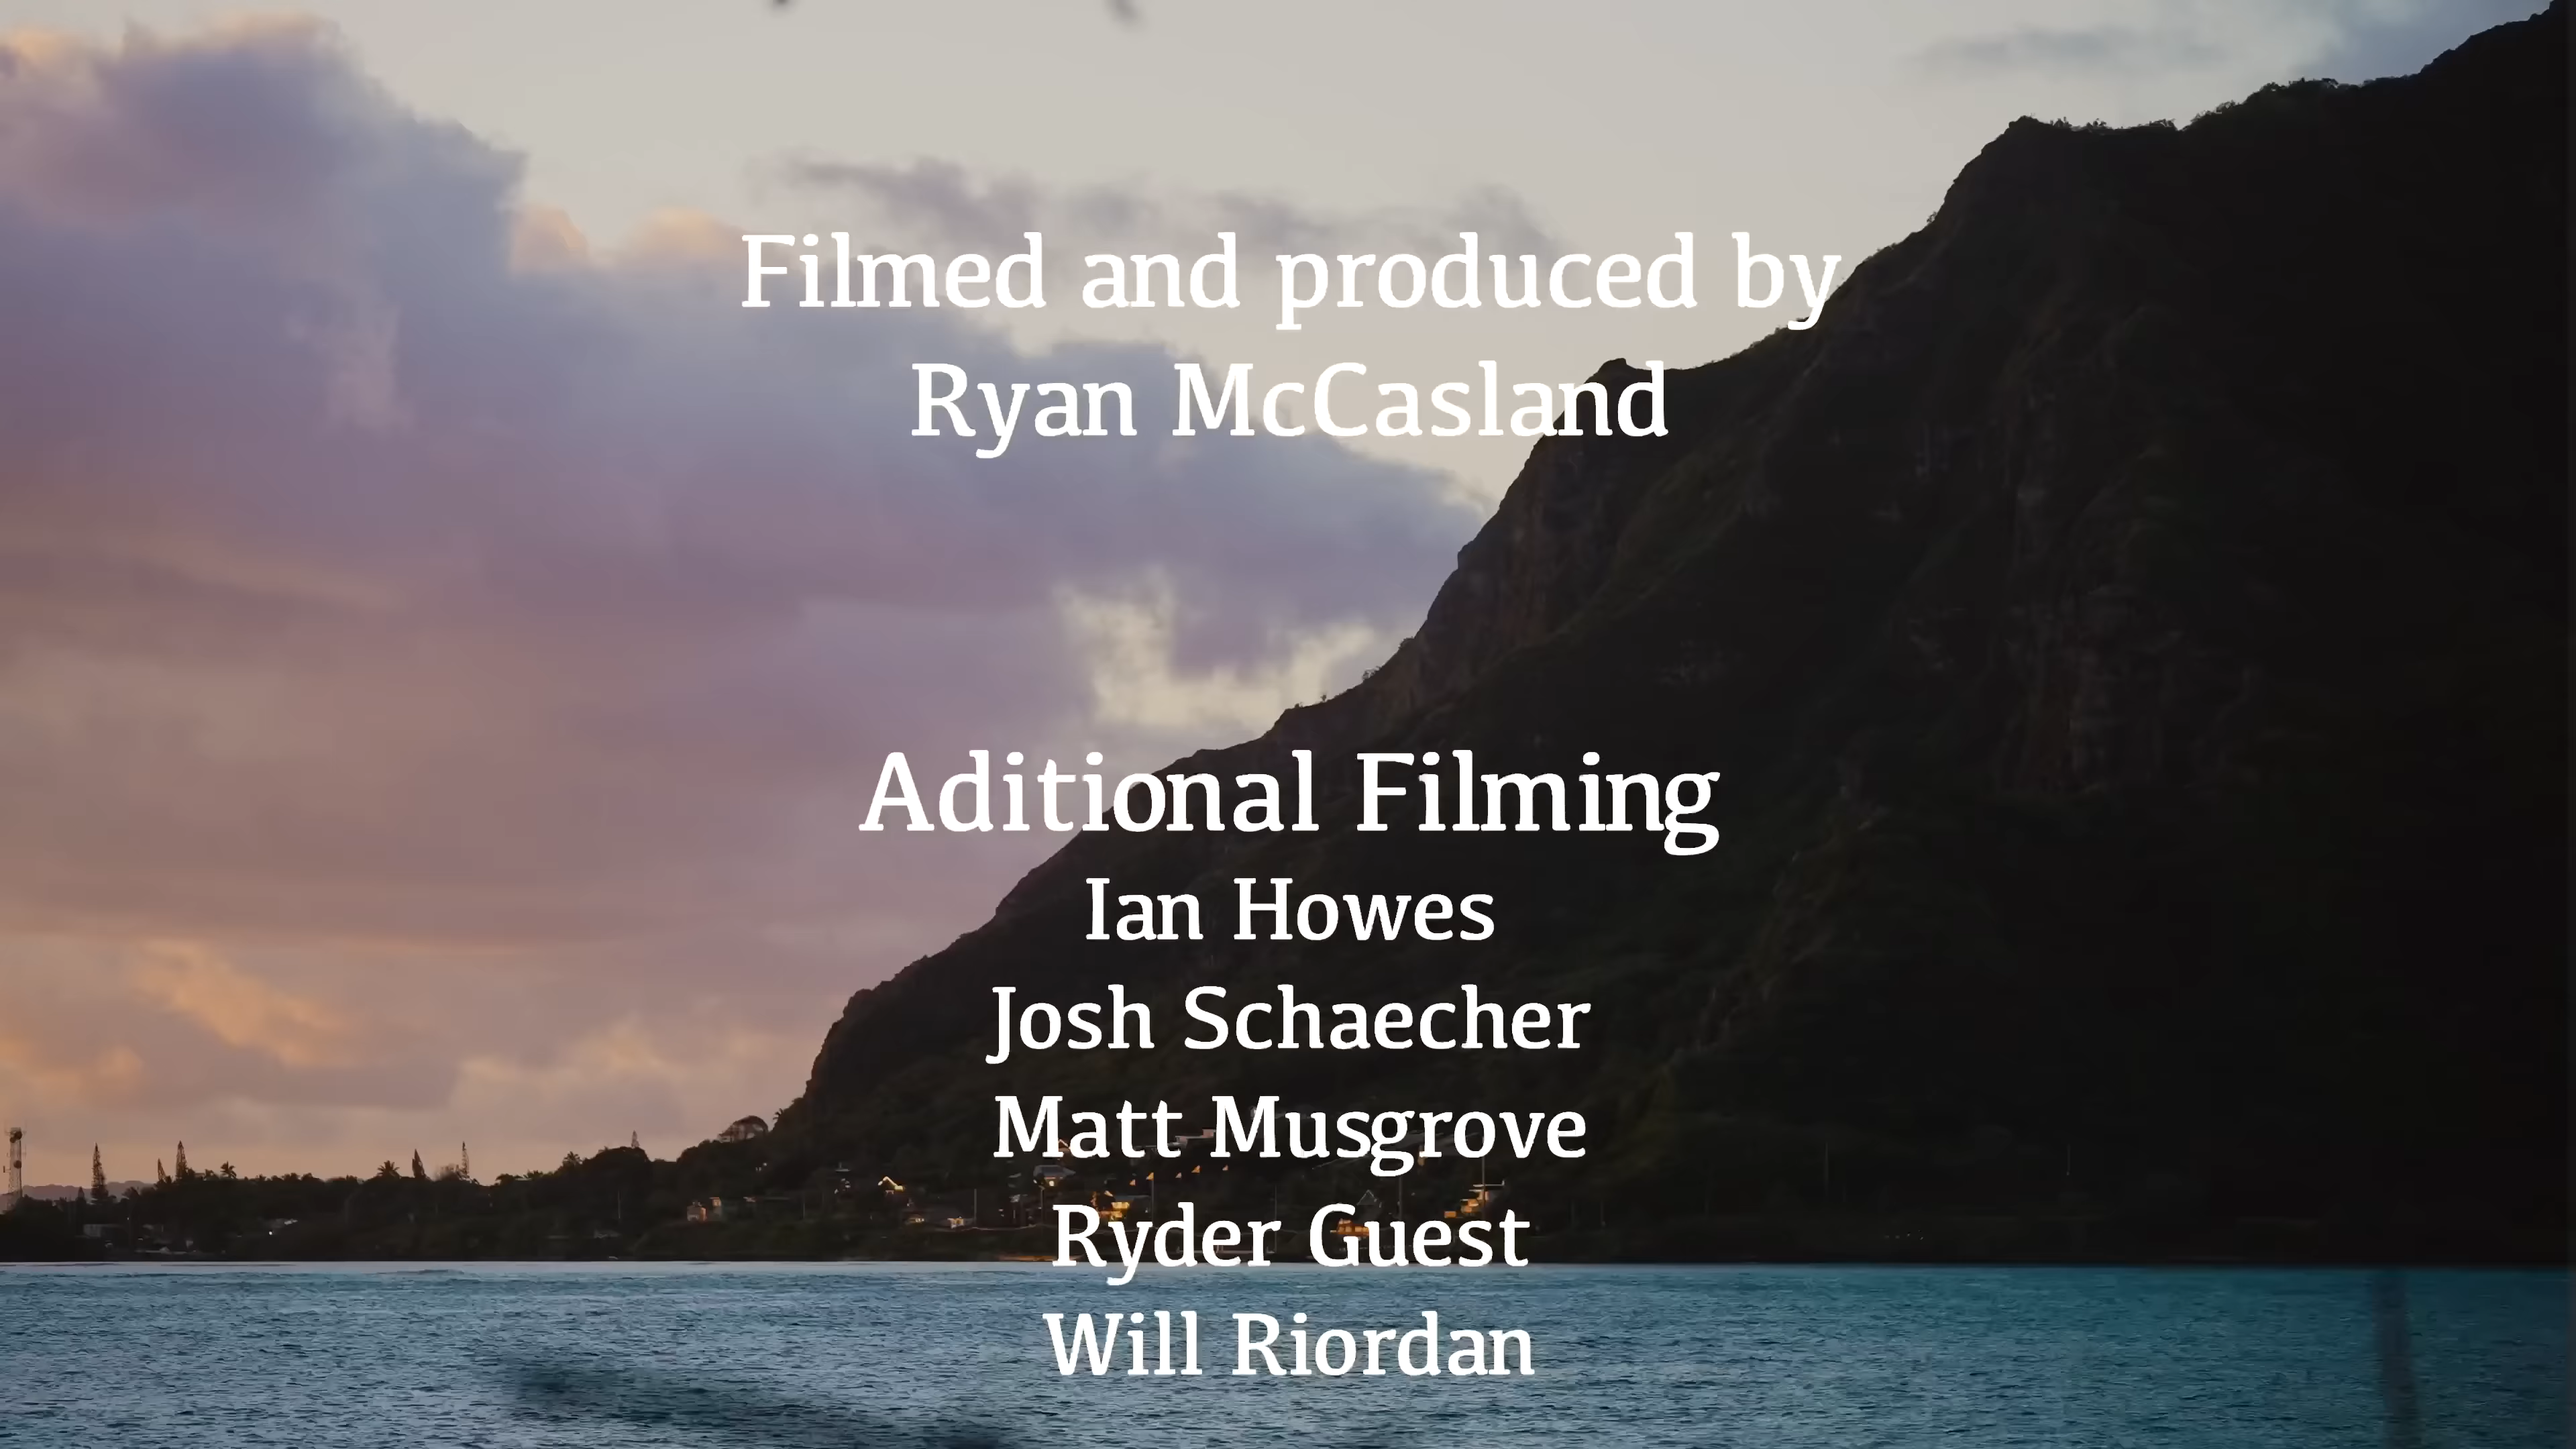 Filmed and produced by
Ryan McCasland
Aditional Filming
Ian Howes
Josh Schaecher
Matt Musgrove
Ryder Guest
Will Riordan